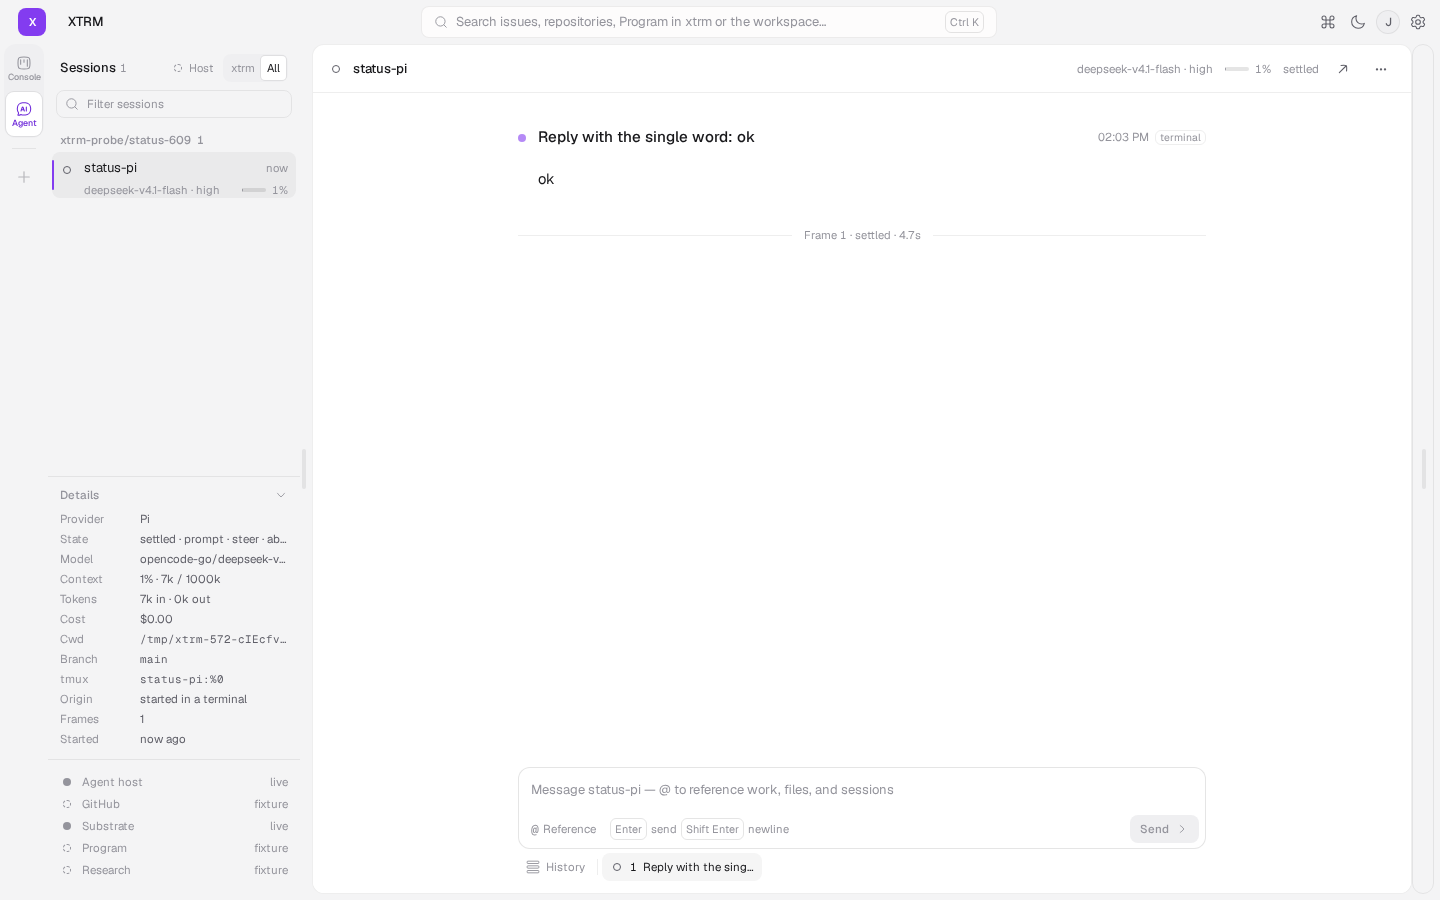 X XTRM
Search issues, repositories, Program in xtrm or the workspace… Ctrl K
J
Console
Agent
AI
Sessions 1 Host xtrm All
Filter sessions
xtrm-probe/status-609 1
status-pi now
deepseek-v4.1-flash · high 1%
Details
Provider Pi
State settled · prompt · steer · ab…
Model opencode-go/deepseek-v…
Context 1% · 7k / 1000k
Tokens 7k in · 0k out
Cost $0.00
Cwd /tmp/xtrm-572-cIEcfv…
Branch main
tmux status-pi:%0
Origin started in a terminal
Frames 1
Started now ago
Agent host live
GitHub fixture
Substrate live
Program fixture
Research fixture
status-pi deepseek-v4.1-flash · high 1% settled
Reply with the single word: ok 02:03 PM terminal
ok
Frame 1 · settled · 4.7s
Message status-pi — @ to reference work, files, and sessions
@ Reference Enter send Shift Enter newline Send
History 1 Reply with the sing…